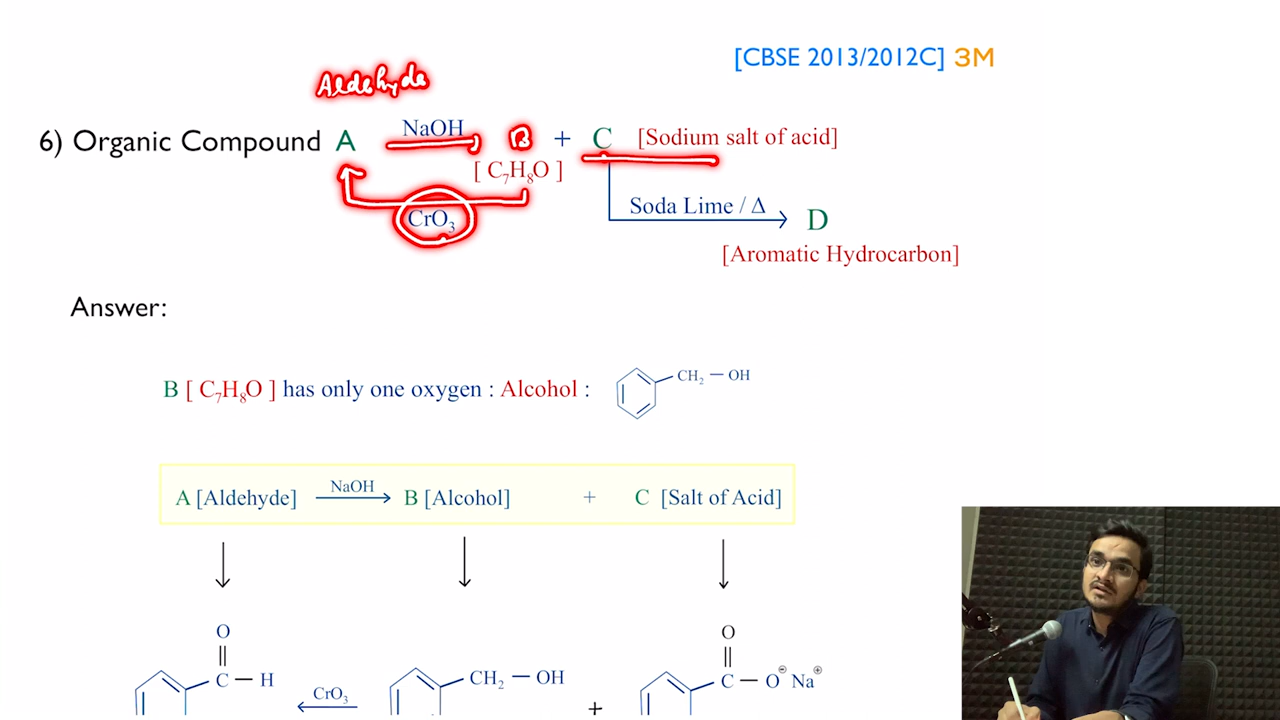 [CBSE 2013/2012C] 3M
Aldehyde
6) Organic Compound A NaOH B + C [Sodium salt of acid]
[ C₇H₈O ]
CrO₃
Soda Lime / Δ D
[Aromatic Hydrocarbon]
Answer:
B [ C₇H₈O ] has only one oxygen : Alcohol : CH₂ — OH
A [Aldehyde] NaOH B [Alcohol] + C [Salt of Acid]
O O
C — H CrO₃ CH₂ — OH + C — O⊖ Na⊕